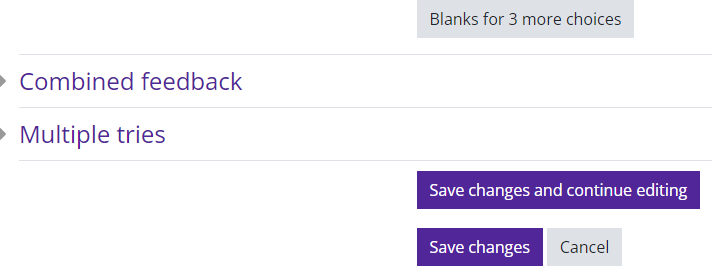 Blanks for 3 more choices
Combined feedback
Multiple tries
Save changes and continue editing
Save changes Cancel